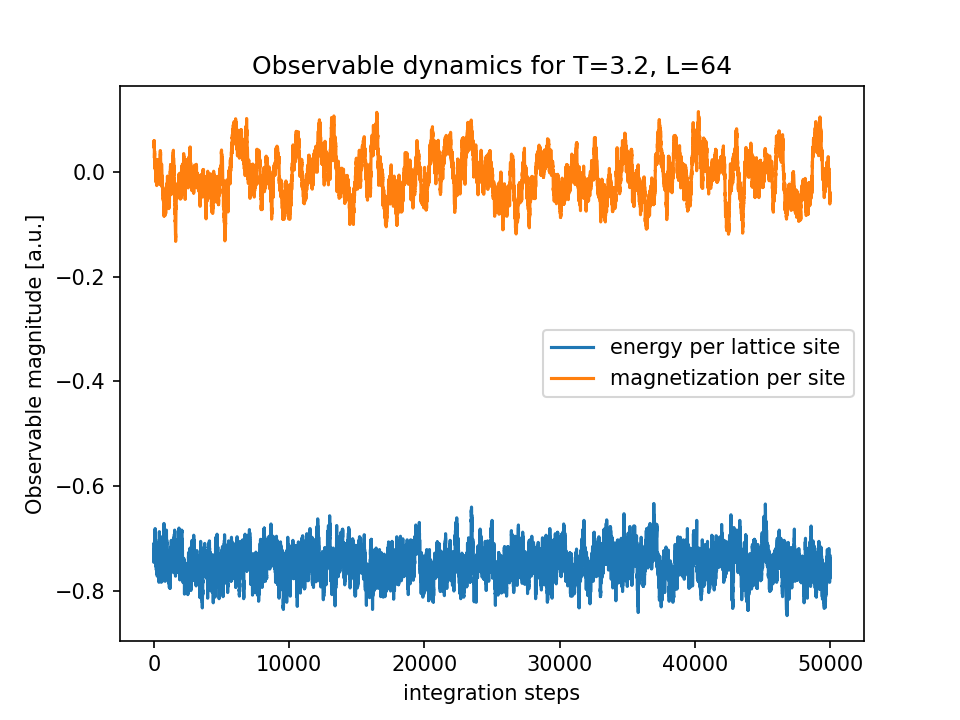 Observable dynamics for T=3.2, L=64
Observable magnitude [a.u.]
0.0
−0.2
−0.4
−0.6
−0.8
energy per lattice site
magnetization per site
0 10000 20000 30000 40000 50000
integration steps